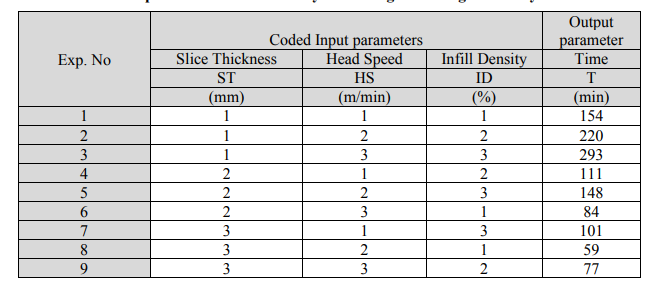 Exp. No
Coded Input parameters
Output parameter
Slice Thickness Head Speed Infill Density Time
ST HS ID T
(mm) (m/min) (%) (min)
1 1 1 1 154
2 1 2 2 220
3 1 3 3 293
4 2 1 2 111
5 2 2 3 148
6 2 3 1 84
7 3 1 3 101
8 3 2 1 59
9 3 3 2 77